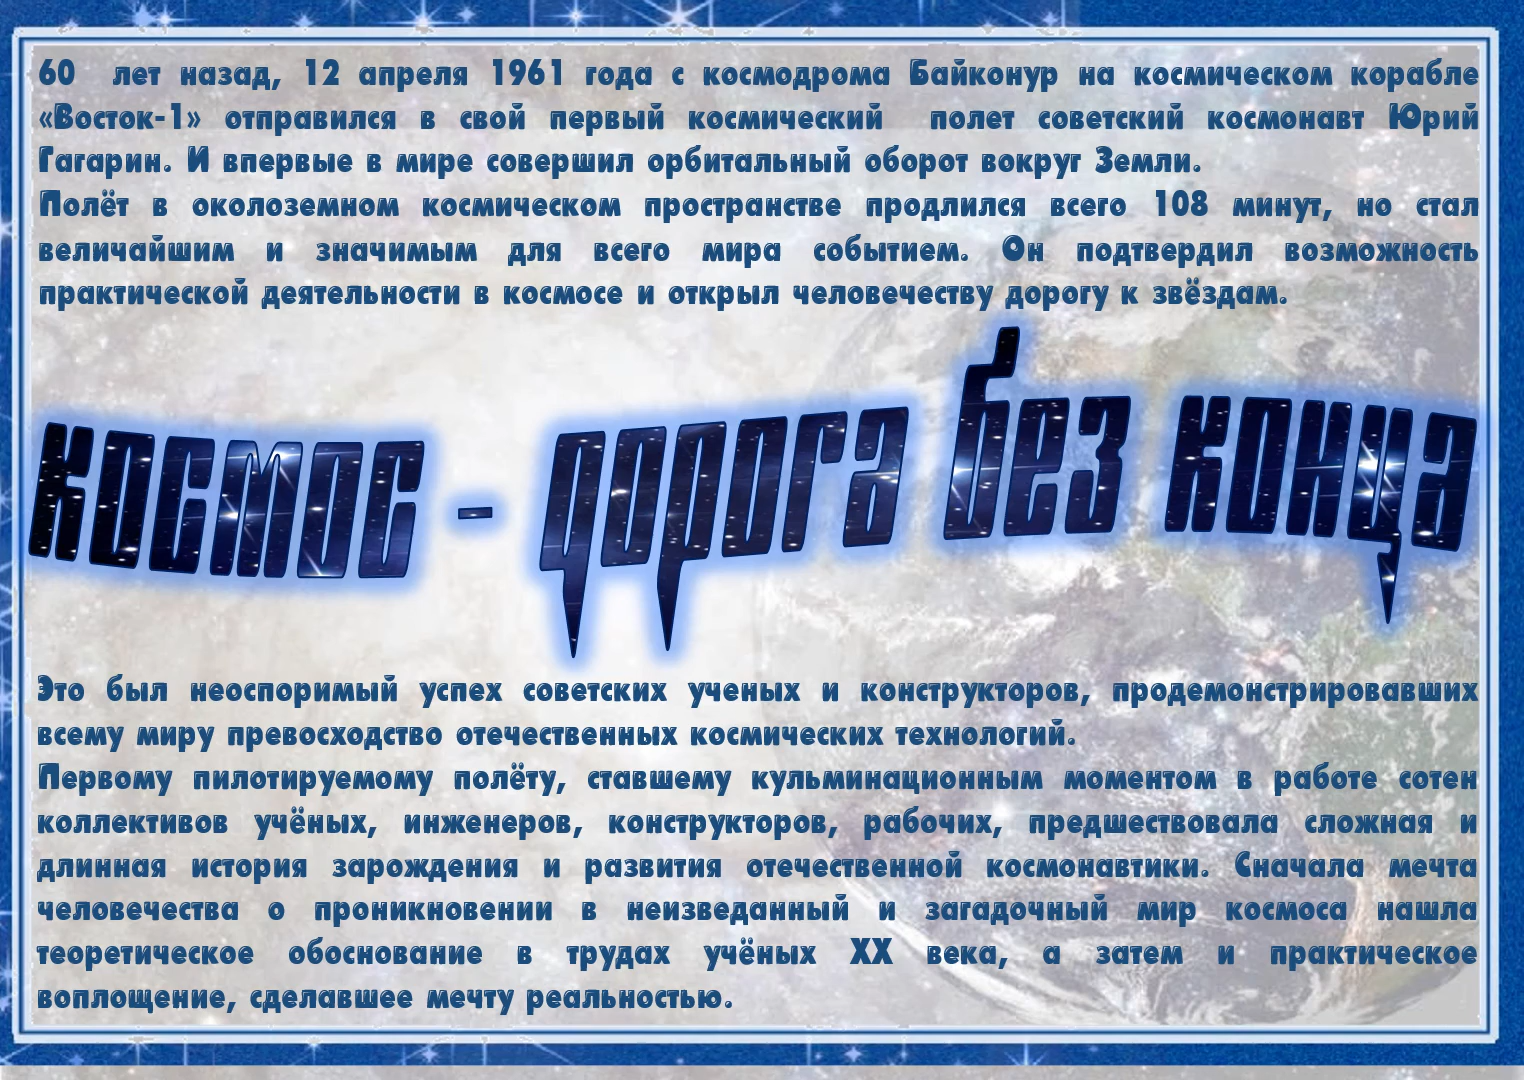 60 лет назад, 12 апреля 1961 года с космодрома Байконур на космическом корабле
«Восток-1» отправился в свой первый космический полет советский космонавт Юрий
Гагарин. И впервые в мире совершил орбитальный оборот вокруг Земли.
Полёт в околоземном космическом пространстве продлился всего 108 минут, но стал
величайшим и значимым для всего мира событием. Он подтвердил возможность
практической деятельности в космосе и открыл человечеству дорогу к звёздам.
космос - дорога без конца
Это был неоспоримый успех советских ученых и конструкторов, продемонстрировавших
всему миру превосходство отечественных космических технологий.
Первому пилотируемому полёту, ставшему кульминационным моментом в работе сотен
коллективов учёных, инженеров, конструкторов, рабочих, предшествовала сложная и
длинная история зарождения и развития отечественной космонавтики. Сначала мечта
человечества о проникновении в неизведанный и загадочный мир космоса нашла
теоретическое обоснование в трудах учёных XX века, а затем и практическое
воплощение, сделавшее мечту реальностью.